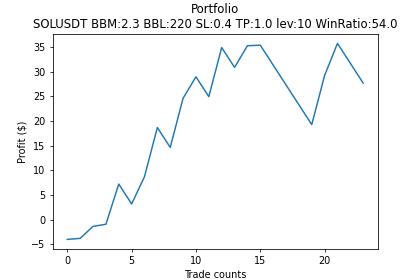 Portfolio
SOLUSDT BBM:2.3 BBL:220 SL:0.4 TP:1.0 lev:10 WinRatio:54.0
35
30
25
20
15
10
5
0
−5
Profit ($)
0 5 10 15 20
Trade counts